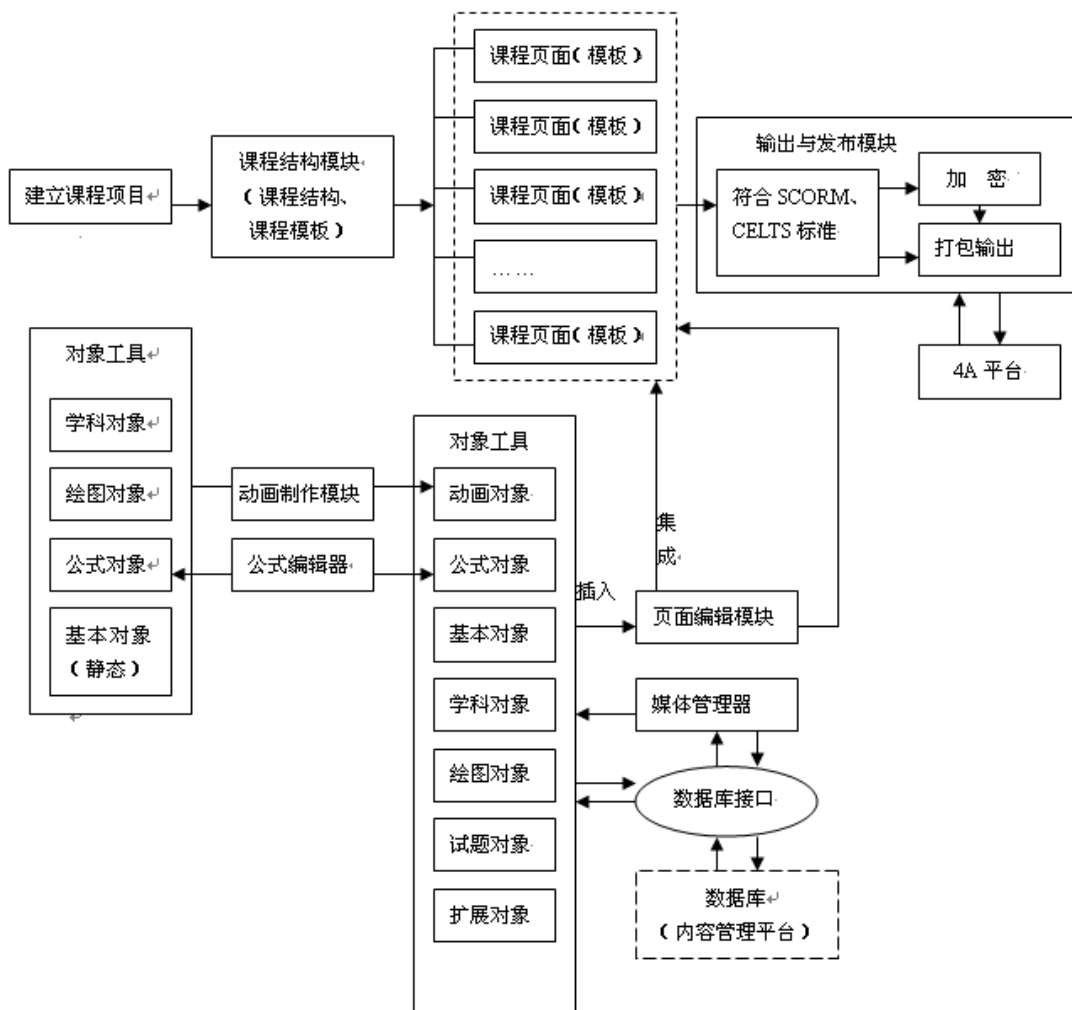 课程页面(模板)
课程页面(模板)
课程页面(模板)
……
课程页面(模板)
建立课程项目
课程结构模块
(课程结构、
课程模板)
输出与发布模块
符合 SCORM、
CELTS 标准
加 密
打包输出
4A 平台
对象工具
学科对象
绘图对象
公式对象
基本对象
(静态)
动画制作模块
公式编辑器
对象工具
动画对象
公式对象
基本对象
学科对象
绘图对象
试题对象
扩展对象
插入
集
成
页面编辑模块
媒体管理器
数据库接口
数据库
(内容管理平台)